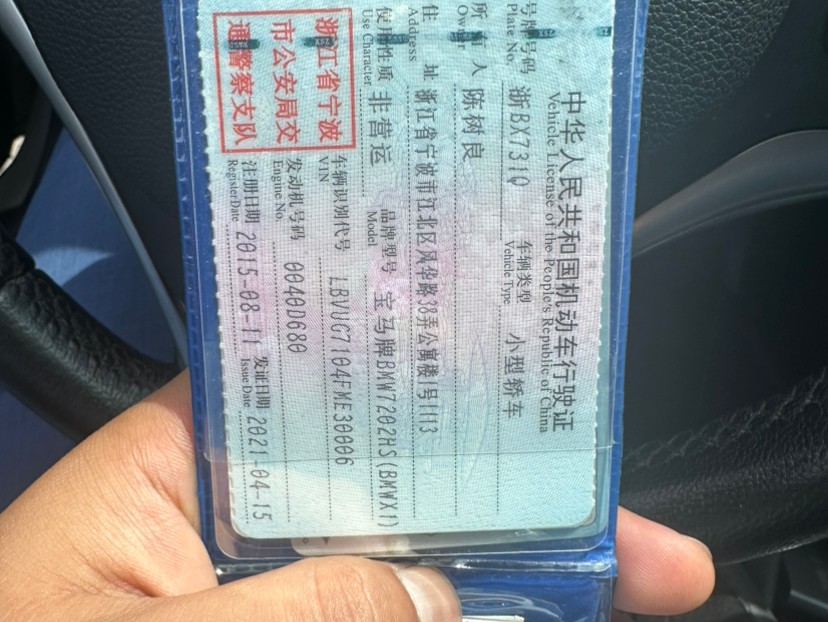 中华人民共和国机动车行驶证
Vehicle License of the People's Republic of China
号牌号码 浙BX731Q 车辆类型 小型轿车
Plate No. Vehicle Type
所有人 陈树良
Owner
住址 浙江省宁波市江北区风华路38弄公寓楼1号1113
Address
使用性质 非营运 品牌型号 宝马牌BMW7202HS(BMWX1)
Use Character Model
浙江省宁波
市公安局交
通警察支队
车辆识别代号 LBVUG7104FME30006
VIN
发动机号码 0040D680
Engine No.
注册日期 2015-08-11 发证日期 2021-04-15
Register Date Issue Date